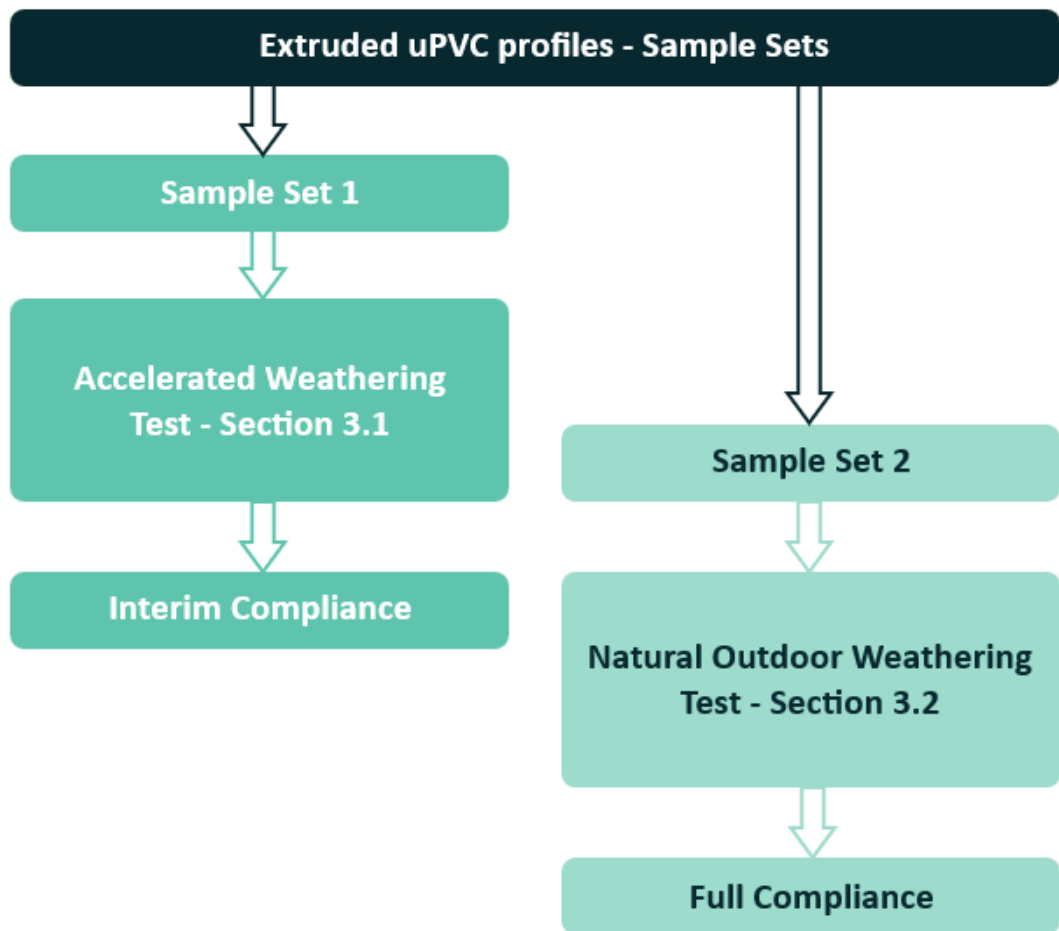 Extruded uPVC profiles - Sample Sets
Sample Set 1
Accelerated Weathering
Test - Section 3.1
Interim Compliance
Sample Set 2
Natural Outdoor Weathering
Test - Section 3.2
Full Compliance